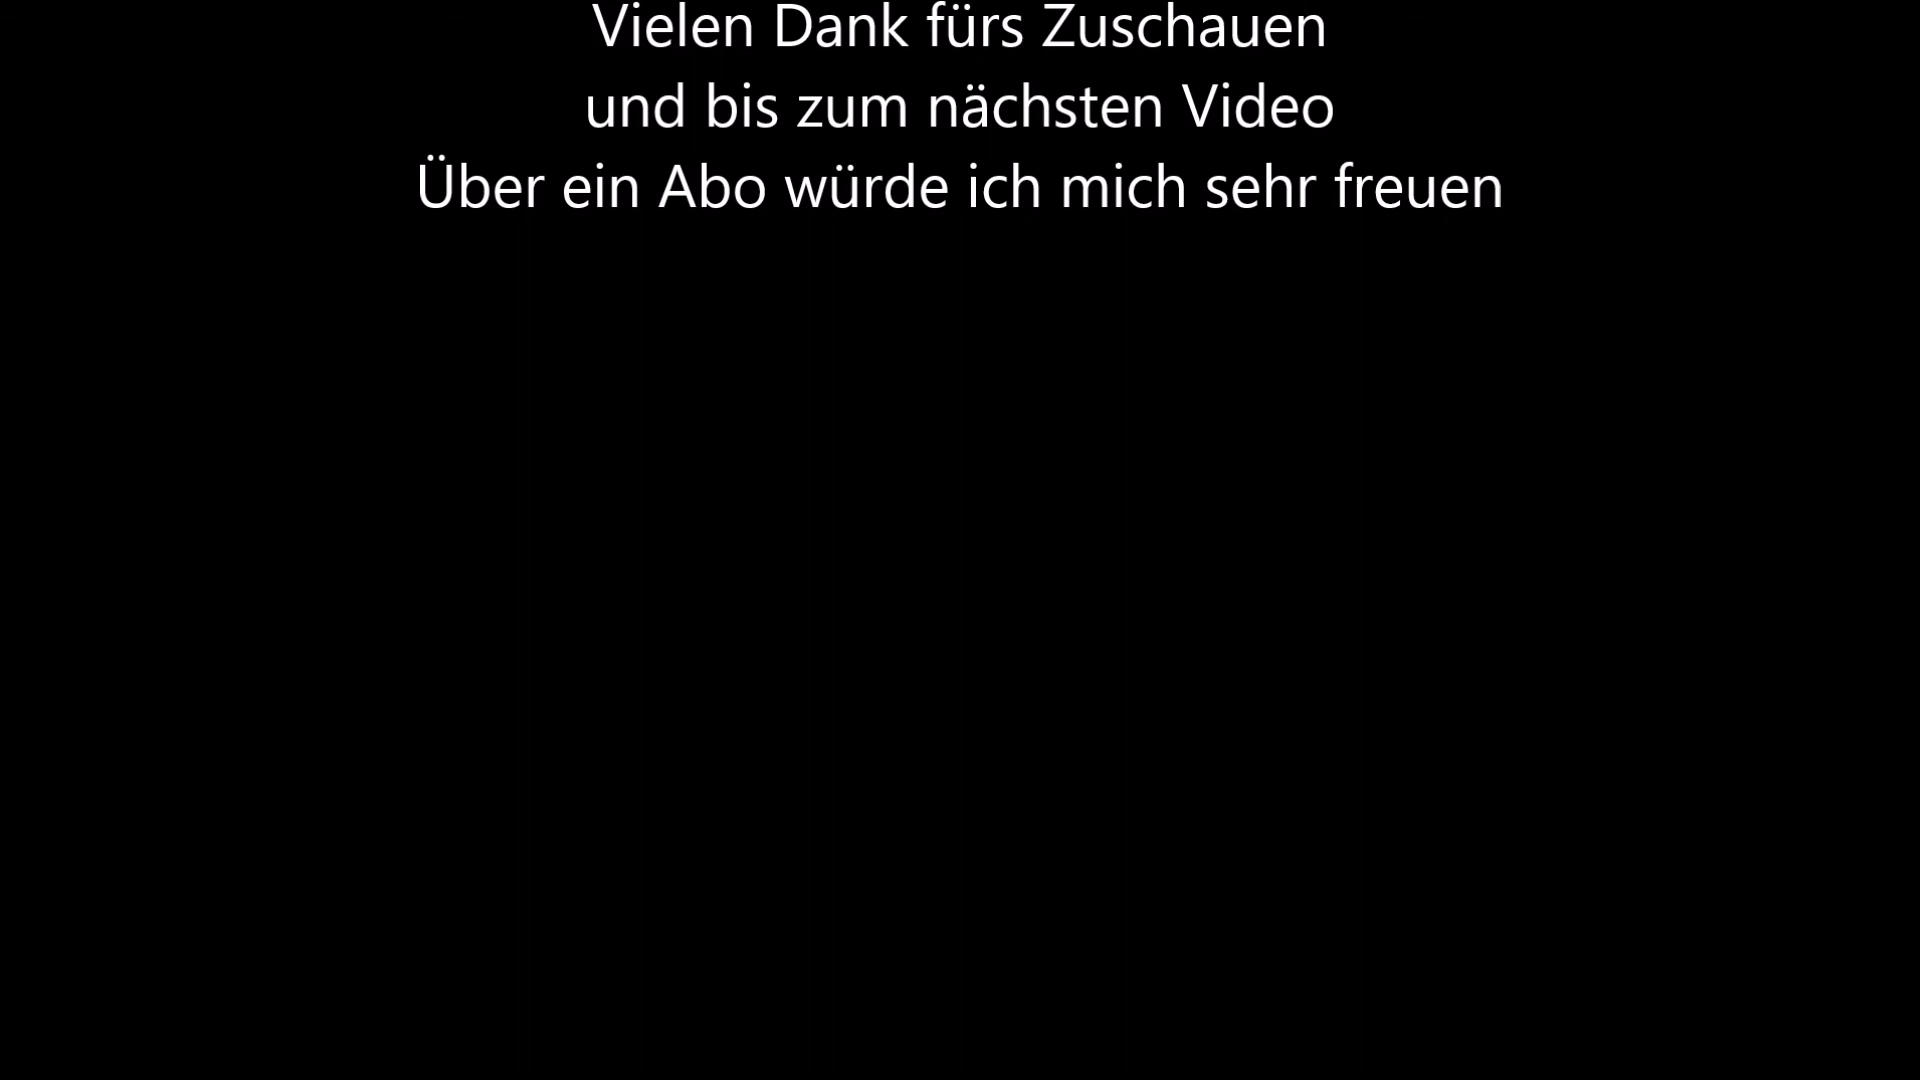 Vielen Dank fürs Zuschauen
und bis zum nächsten Video
Über ein Abo würde ich mich sehr freuen